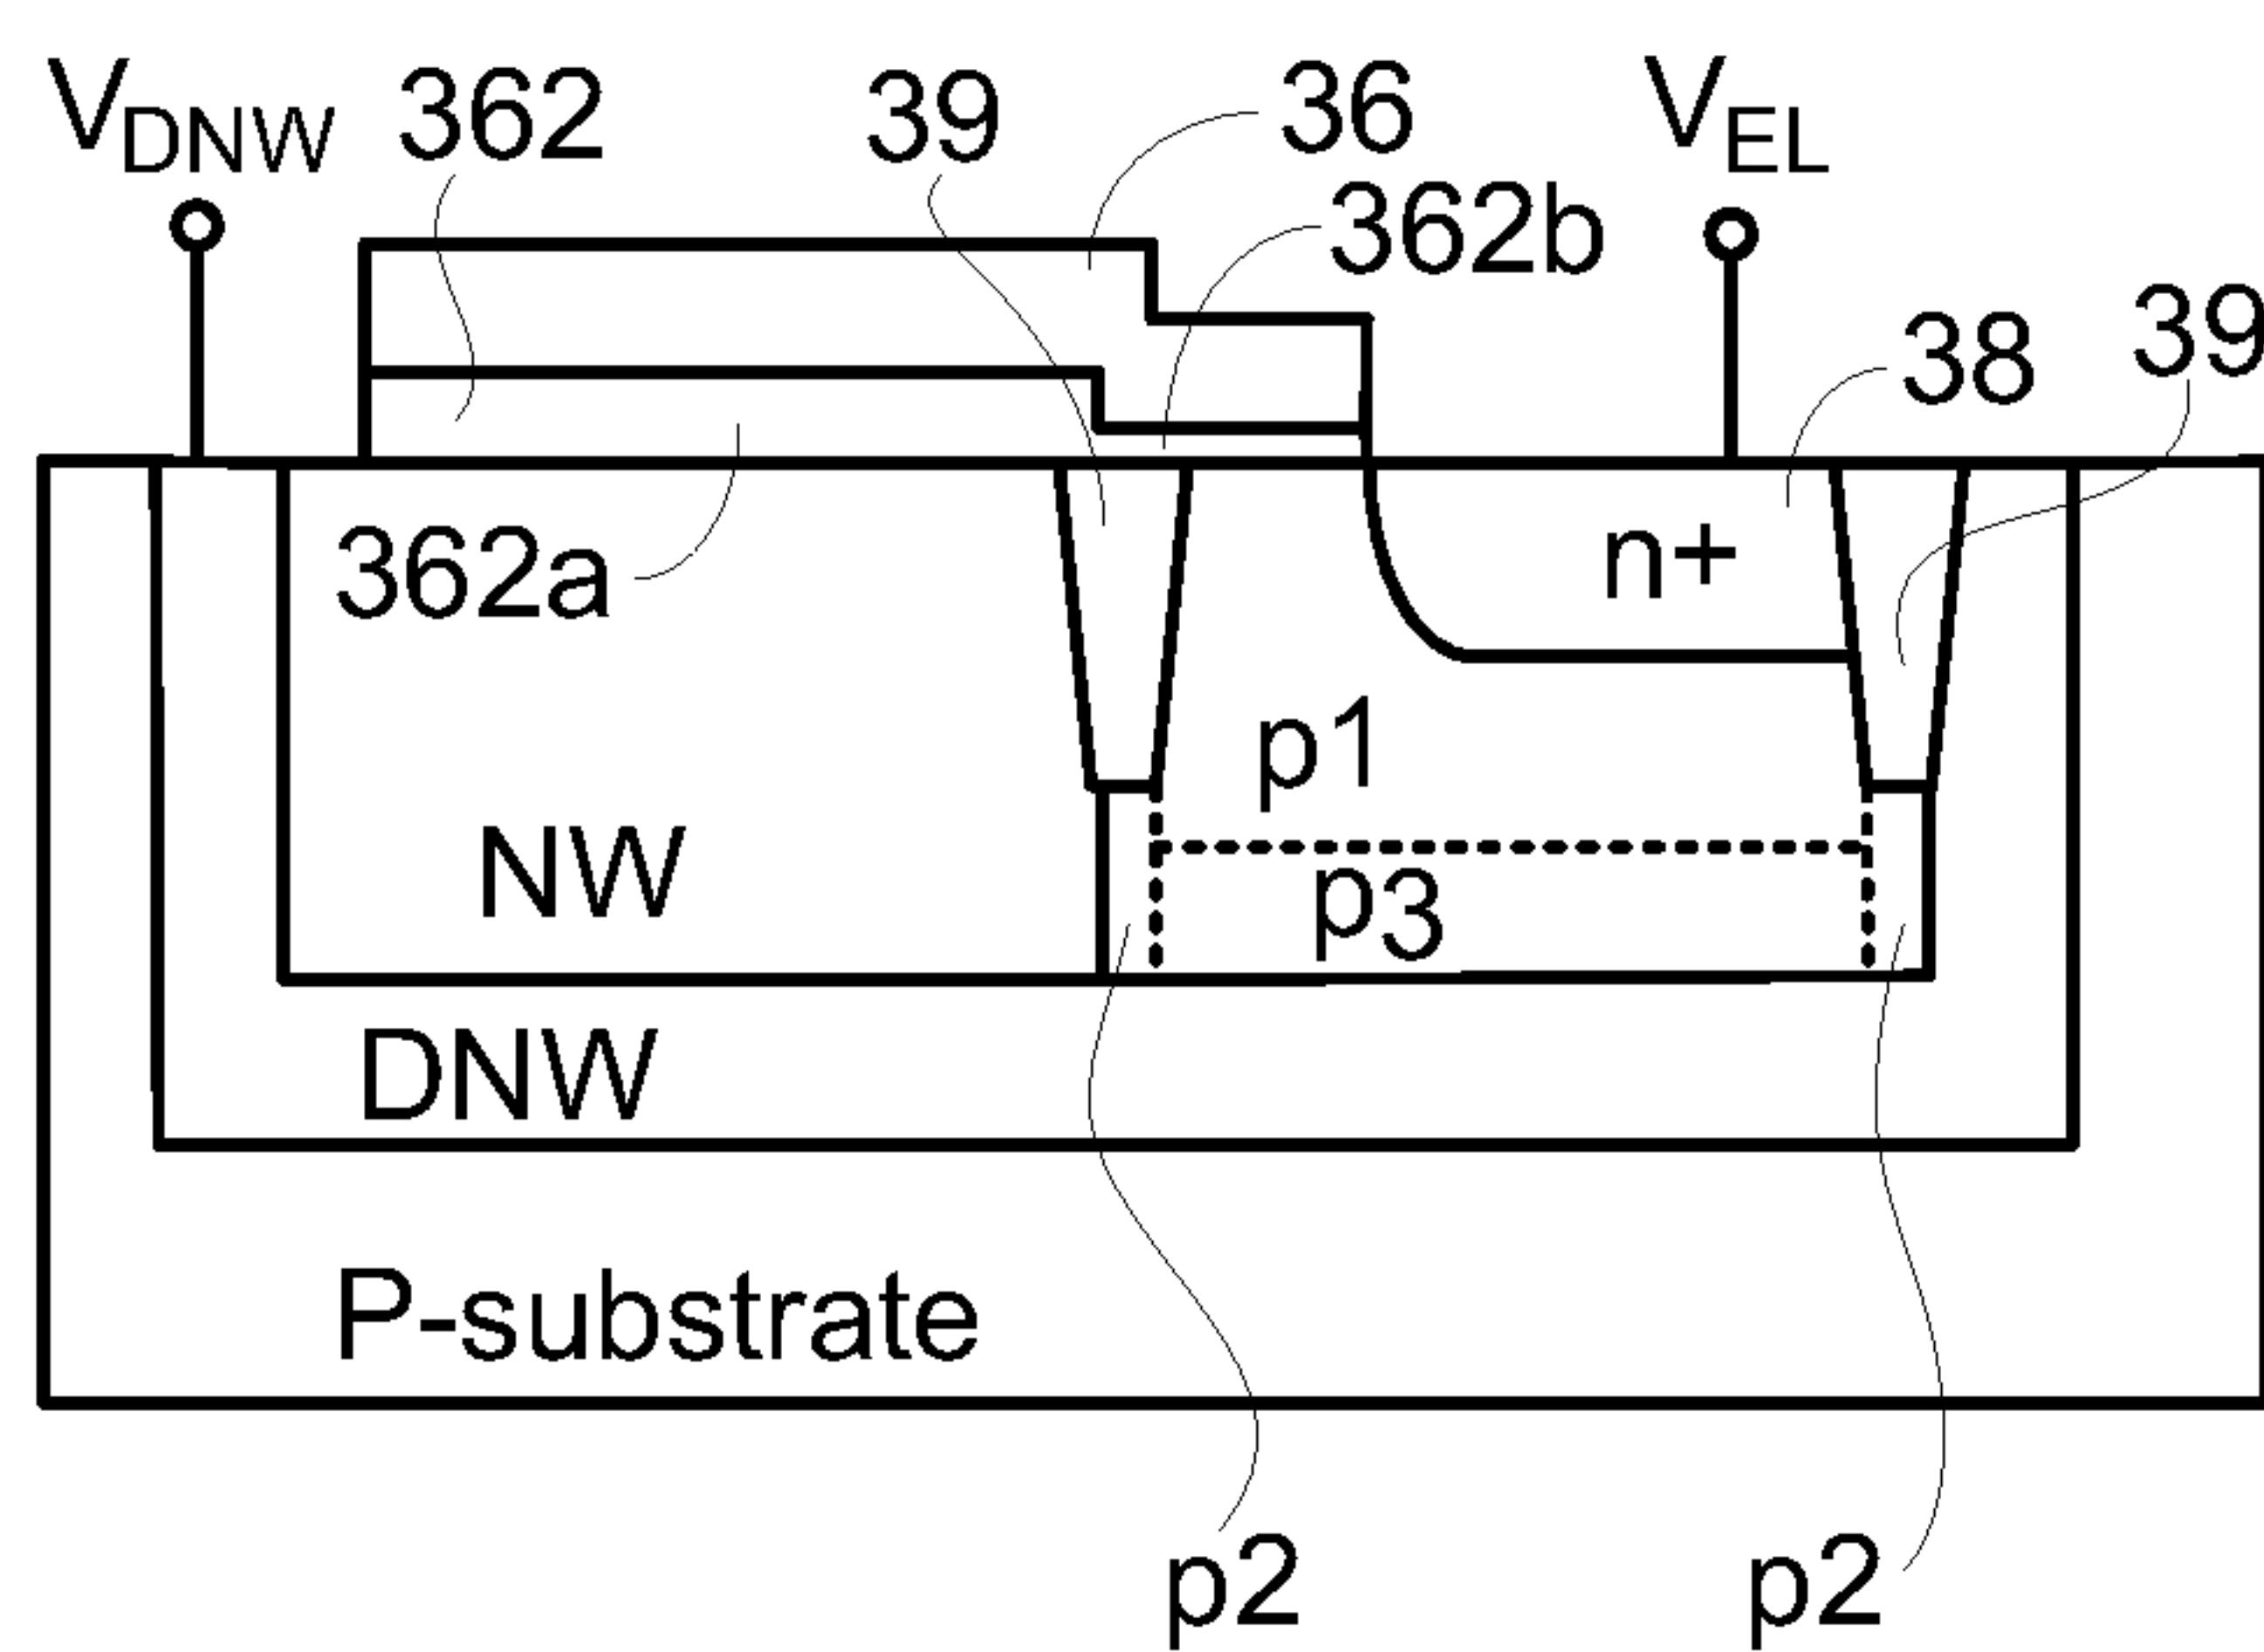 VDNW 362 39 36 VEL
362b
38 39
362a n+
p1
NW p3
DNW
P-substrate
p2 p2